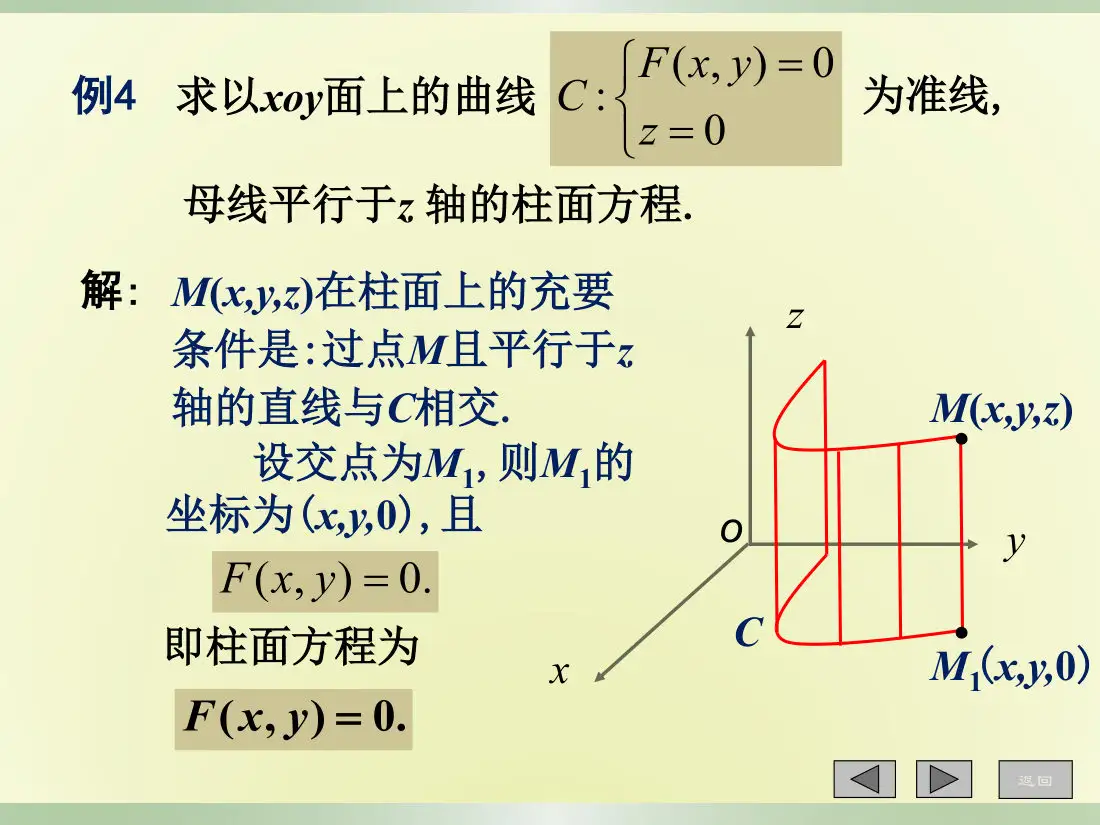 例4 求以xoy面上的曲线 C:{F(x, y) = 0 为准线,
z = 0
母线平行于z 轴的柱面方程.
解: M(x,y,z)在柱面上的充要
条件是:过点M且平行于z
轴的直线与C相交.
设交点为M₁,则M₁的
坐标为(x,y,0),且
F(x, y) = 0.
即柱面方程为
F(x, y) = 0.
z
M(x,y,z)
o
y
C
x
M₁(x,y,0)
返回